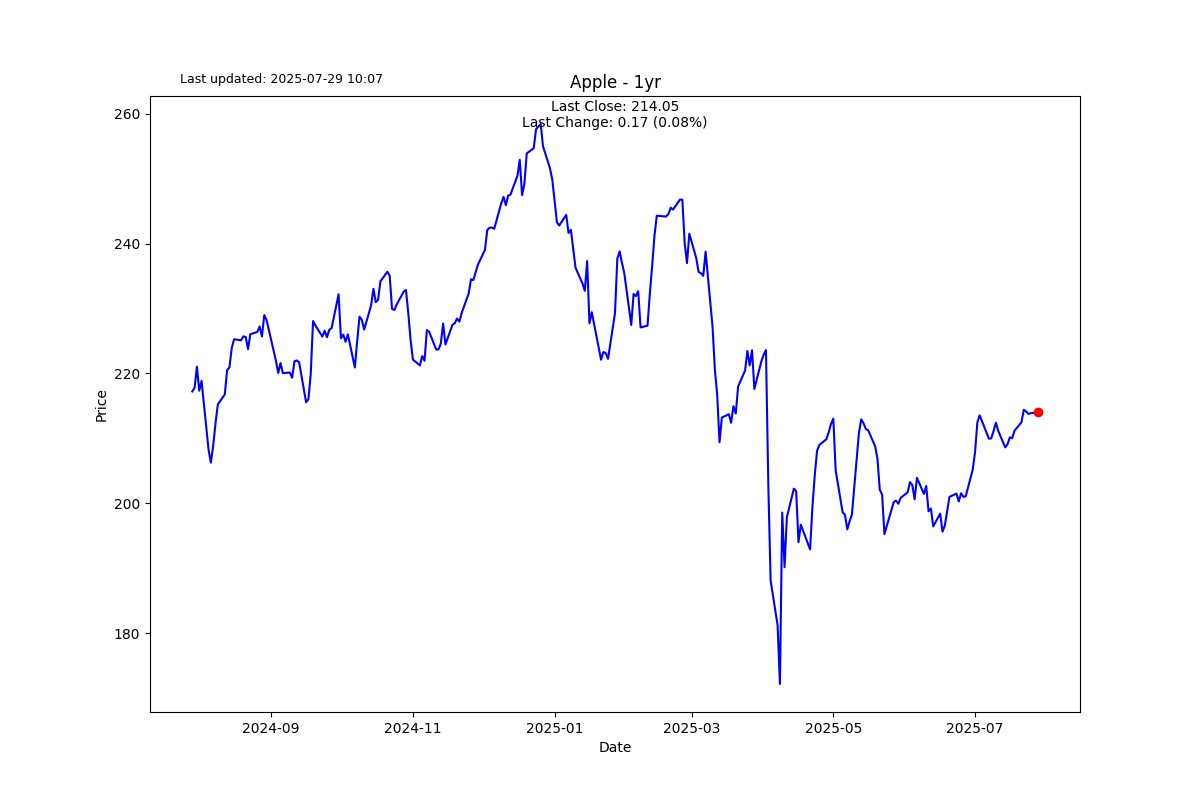 Last updated: 2025-07-29 10:07
Apple - 1yr
Last Close: 214.05
Last Change: 0.17 (0.08%)
260
240
220
200
180
Price
2024-09
2024-11
2025-01
2025-03
2025-05
2025-07
Date